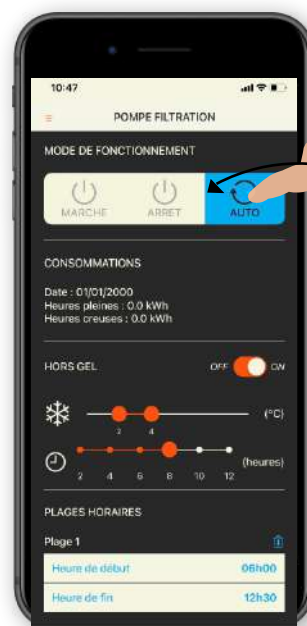 10:47
POMPE FILTRATION
MODE DE FONCTIONNEMENT
MARCHE ARRET AUTO
CONSOMMATIONS
Date : 01/01/2000
Heures pleines : 0.0 kWh
Heures creuses : 0.0 kWh
HORS GEL OFF ON
(°C)
2 4
(heures)
2 4 6 8 10 12
PLAGES HORAIRES
Plage 1
Heure de début 06h00
Heure de fin 12h30